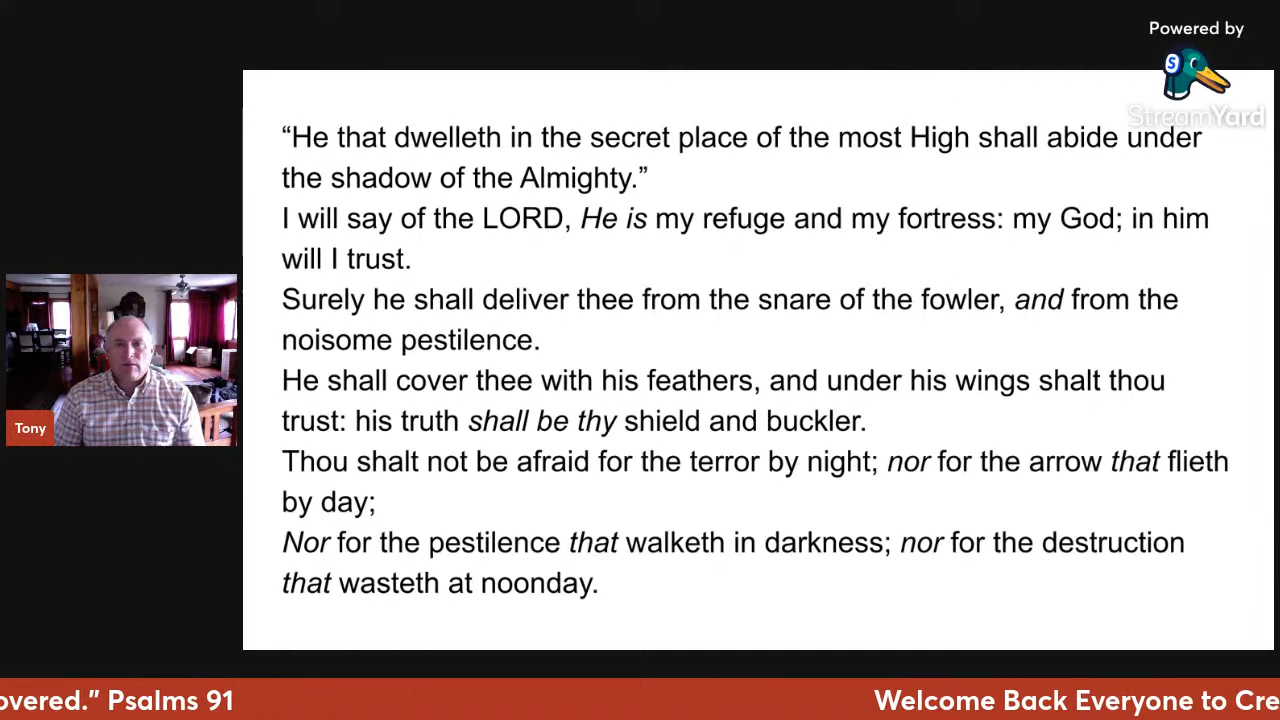 Powered by
StreamYard
“He that dwelleth in the secret place of the most High shall abide under
the shadow of the Almighty.”
I will say of the LORD, He is my refuge and my fortress: my God; in him
will I trust.
Surely he shall deliver thee from the snare of the fowler, and from the
noisome pestilence.
He shall cover thee with his feathers, and under his wings shalt thou
trust: his truth shall be thy shield and buckler.
Thou shalt not be afraid for the terror by night; nor for the arrow that flieth
by day;
Nor for the pestilence that walketh in darkness; nor for the destruction
that wasteth at noonday.
Tony
overed.” Psalms 91 Welcome Back Everyone to Cre